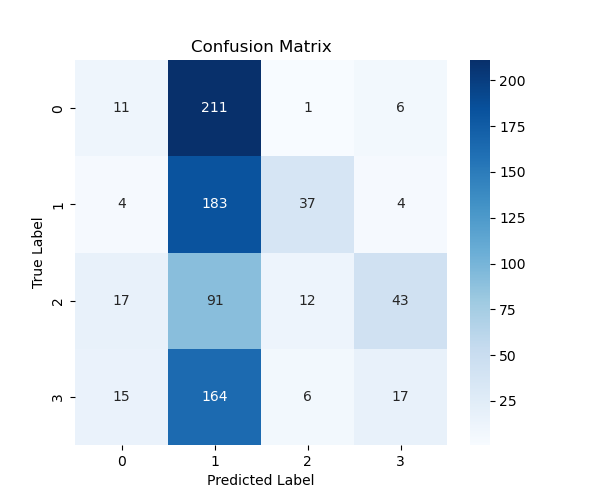 Confusion Matrix
0 11 211 1 6
1 4 183 37 4
2 17 91 12 43
3 15 164 6 17
0 1 2 3
True Label
Predicted Label
200
175
150
125
100
75
50
25